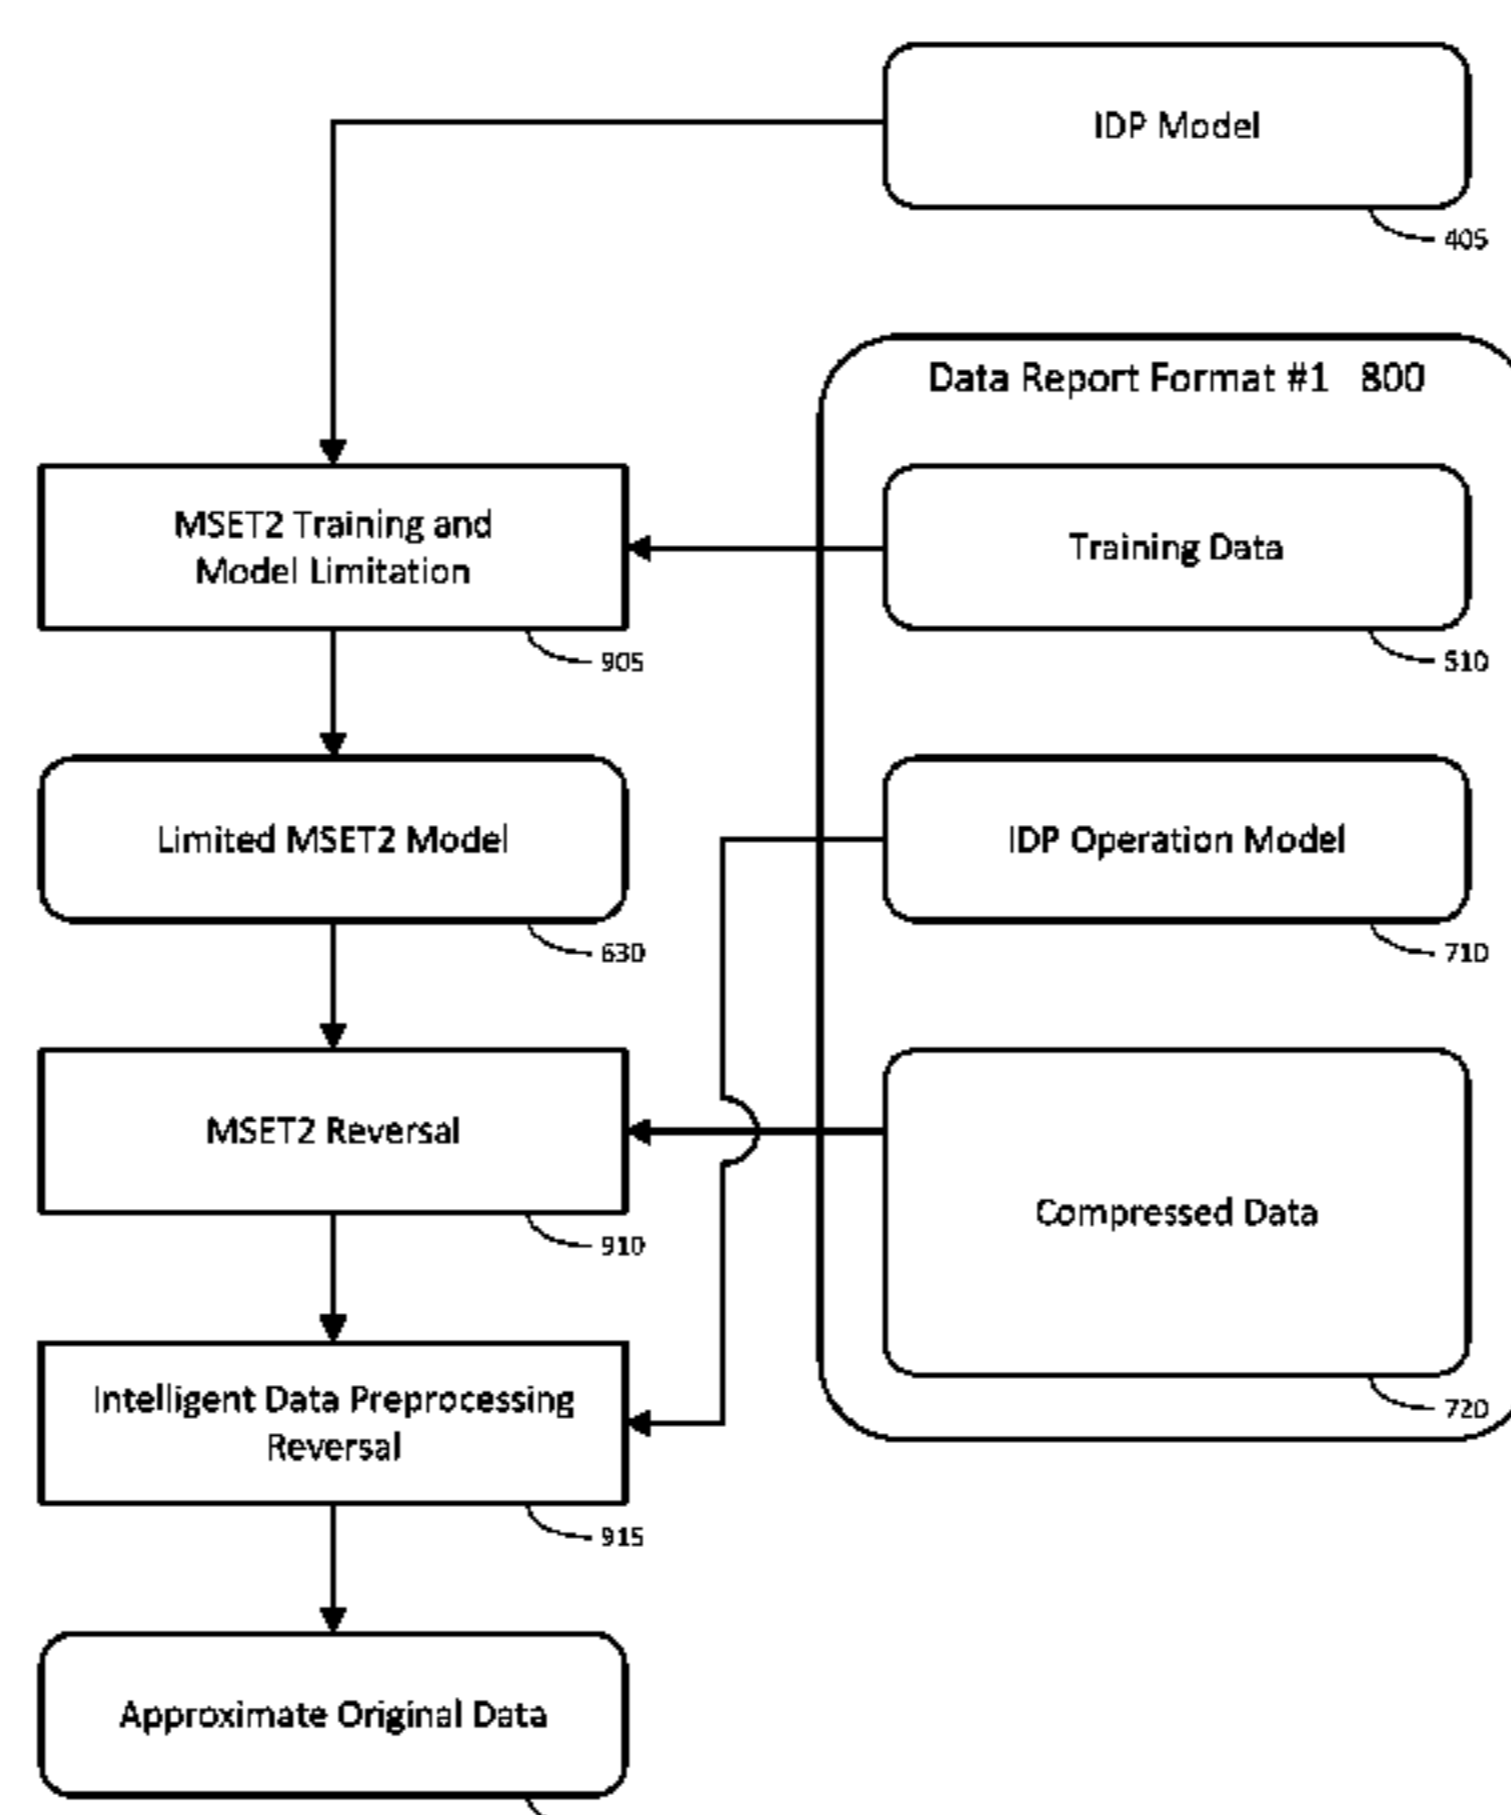 IDP Model
405
Data Report Format #1 800
MSET2 Training and
Model Limitation
905
Training Data
510
Limited MSET2 Model
630
IDP Operation Model
710
MSET2 Reversal
910
Compressed Data
720
Intelligent Data Preprocessing
Reversal
915
Approximate Original Data